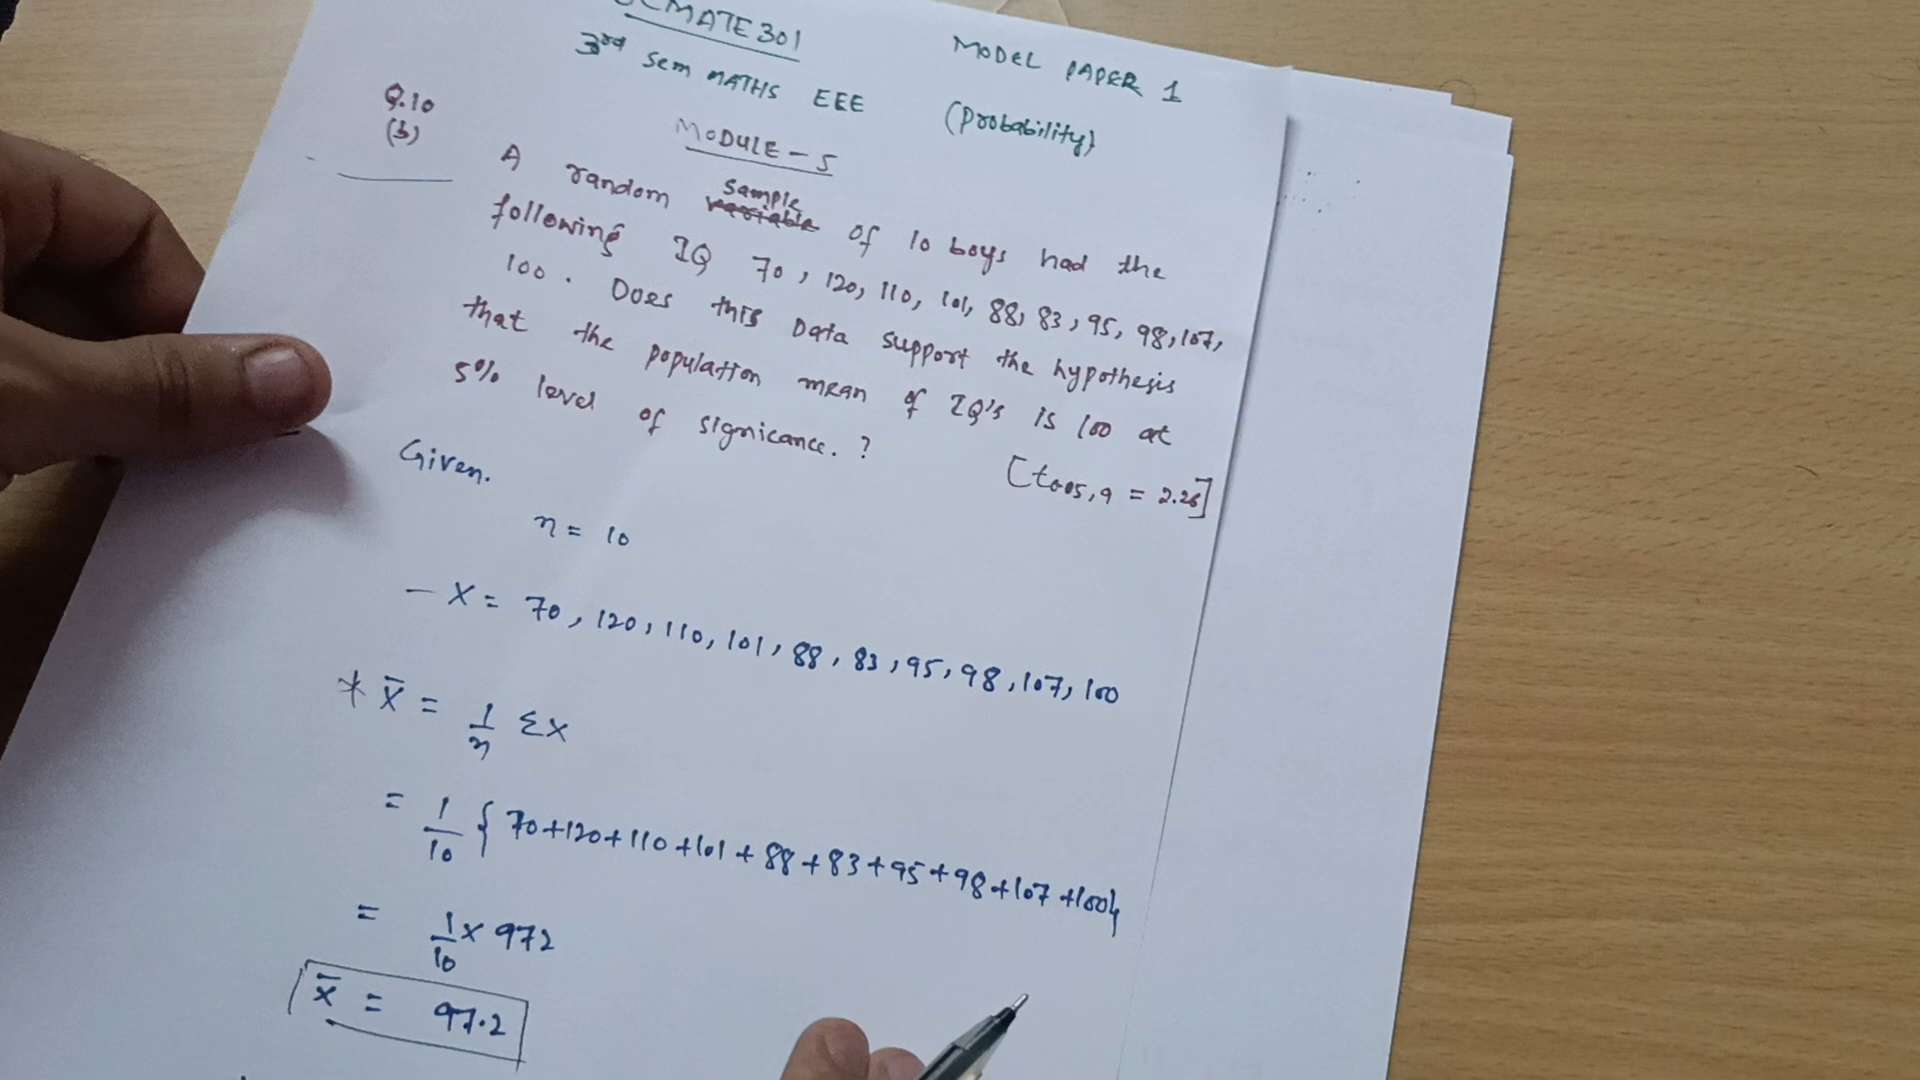 MATE301
3rd Sem MATHS EEE
MODEL PAPER 1
(Probability)
MODULE - 5
Q.10
(b)
A random sample of 10 boys had the
following IQ 70, 120, 110, 101, 88, 83, 95, 98, 107,
100. Does this Data support the hypothesis
that the population mean of IQ's is 100 at
5% level of signicance. ?
[t0.05,9 = 2.26]
Given.
n = 10
- X = 70, 120, 110, 101, 88, 83, 95, 98, 107, 100
* X̄ = 1/n ΣX
= 1/10 {70+120+110+101+88+83+95+98+107+100}
= 1/10 x 972
x̄ = 97.2